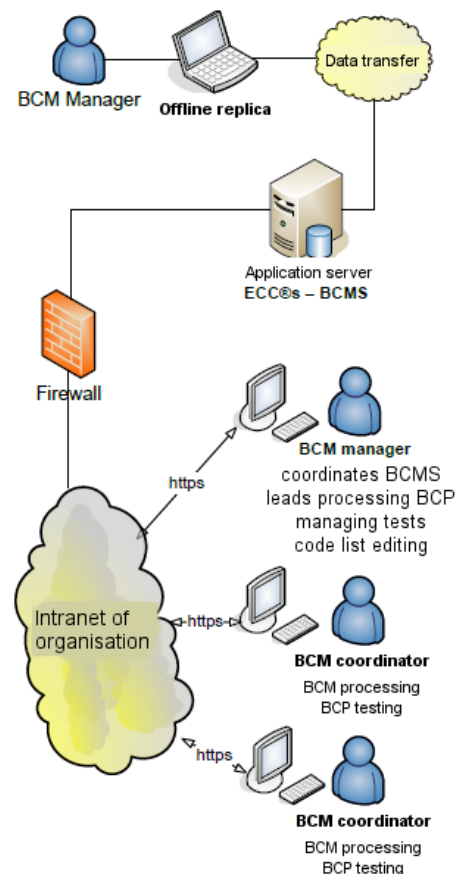 BCM Manager
Offline replica
Data transfer
Application server
ECC®s – BCMS
Firewall
BCM manager
coordinates BCMS
leads processing BCP
managing tests
code list editing
https
Intranet of
organisation
https
BCM coordinator
BCM processing
BCP testing
https
BCM coordinator
BCM processing
BCP testing